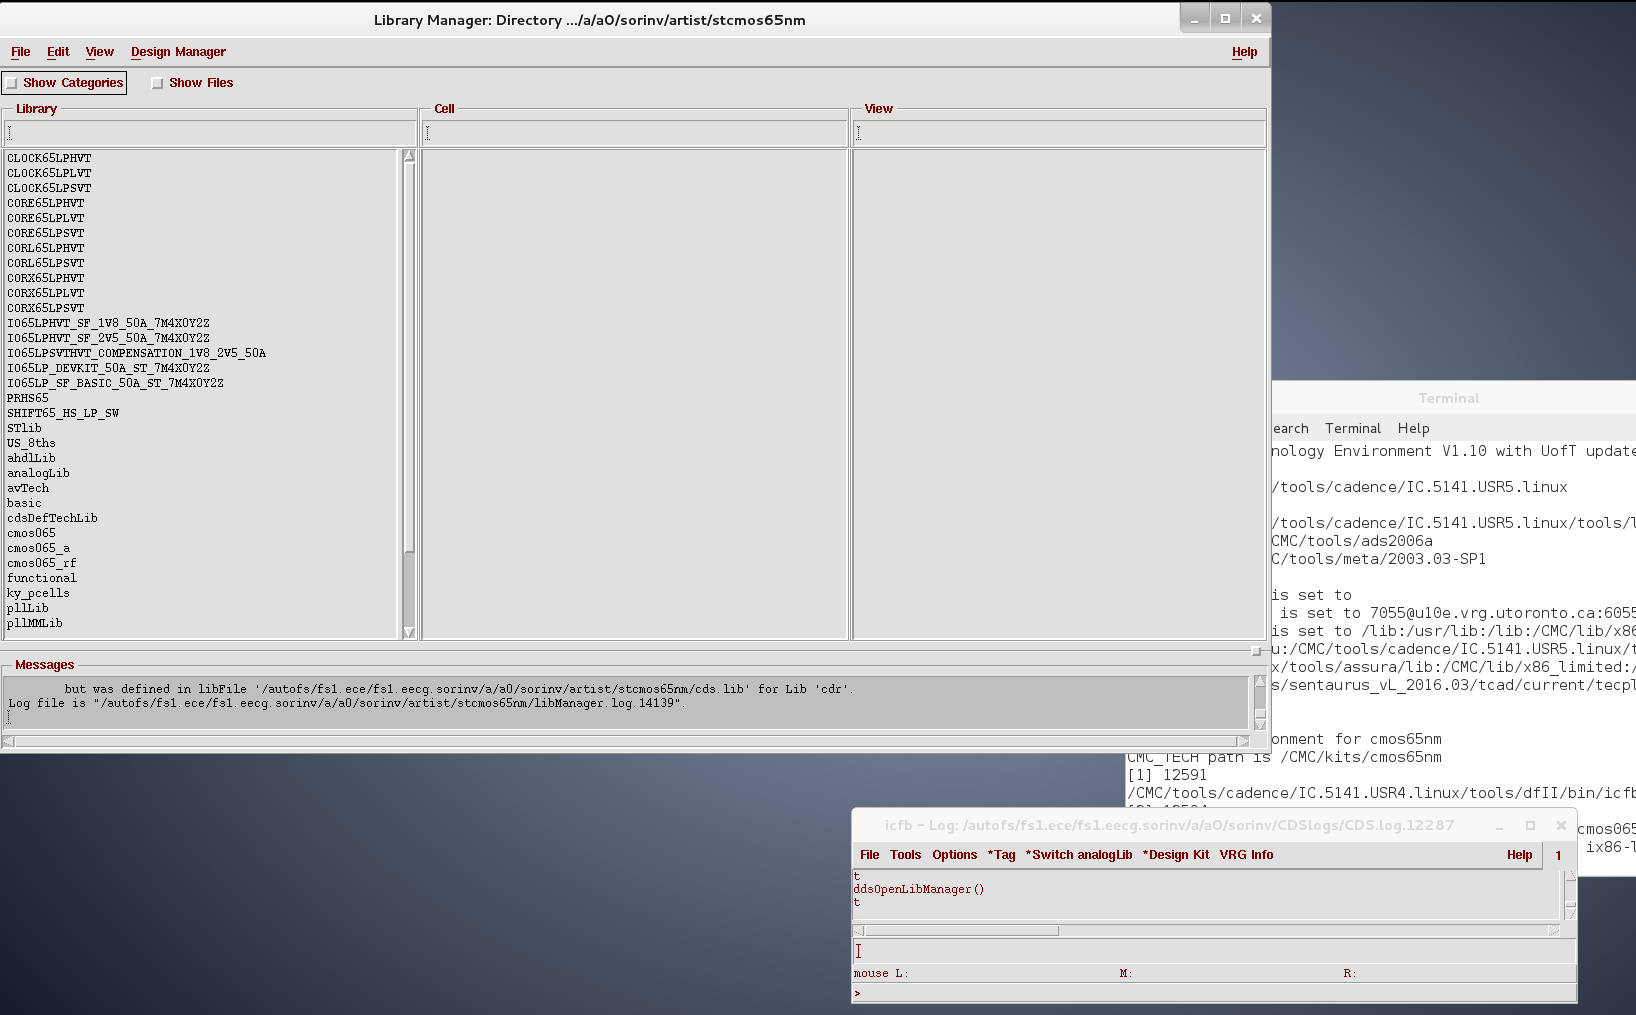 Library Manager: Directory .../a/a0/sorinv/artist/stcmos65nm
File Edit View Design Manager Help
Show Categories Show Files
Library Cell View
CLOCK65LPHVT
CLOCK65LPLVT
CLOCK65LPSVT
CORE65LPHVT
CORE65LPLVT
CORE65LPSVT
CORL65LPHVT
CORL65LPSVT
CORX65LPHVT
CORX65LPLVT
CORX65LPSVT
IO65LPHVT_SF_1V8_50A_7M4X0Y2Z
IO65LPHVT_SF_2V5_50A_7M4X0Y2Z
IO65LPSVTHVT_COMPENSATION_1V8_2V5_50A
IO65LP_DEVKIT_50A_ST_7M4X0Y2Z
IO65LP_SF_BASIC_50A_ST_7M4X0Y2Z
PRHS65
SHIFT65_HS_LP_SW
STlib
US_8ths
ahdlLib
analogLib
avTech
basic
cdsDefTechLib
cmos065
cmos065_a
cmos065_rf
functional
ky_pcells
pllLib
pllMMLib
Messages
but was defined in libFile '/autofs/fs1.ece/fs1.eecg.sorinv/a/a0/sorinv/artist/stcmos65nm/cds.lib' for Lib 'cdr'.
Log file is "/autofs/fs1.ece/fs1.eecg.sorinv/a/a0/sorinv/artist/stcmos65nm/libManager.log.14139".
Terminal
earch Terminal Help
nology Environment V1.10 with UofT update
/tools/cadence/IC.5141.USR5.linux
/tools/cadence/IC.5141.USR5.linux/tools/l
CMC/tools/ads2006a
C/tools/meta/2003.03-SP1
is set to
is set to 7055@u10e.vrg.utoronto.ca:6055
is set to /lib:/usr/lib:/lib:/CMC/lib/x86
u:/CMC/tools/cadence/IC.5141.USR5.linux/t
x/tools/assura/lib:/CMC/lib/x86_limited:/
s/sentaurus_vL_2016.03/tcad/current/tecpl
onment for cmos65nm
CMC_TECH path is /CMC/kits/cmos65nm
[1] 12591
/CMC/tools/cadence/IC.5141.USR4.linux/tools/dfII/bin/icfb
cmos065
ix86-l
icfb - Log: /autofs/fs1.ece/fs1.eecg.sorinv/a/a0/sorinv/CDSlogs/CDS.log.12287
File Tools Options *Tag *Switch analogLib *Design Kit VRG Info Help 1
t
ddsOpenLibManager()
t
mouse L: M: R:
>